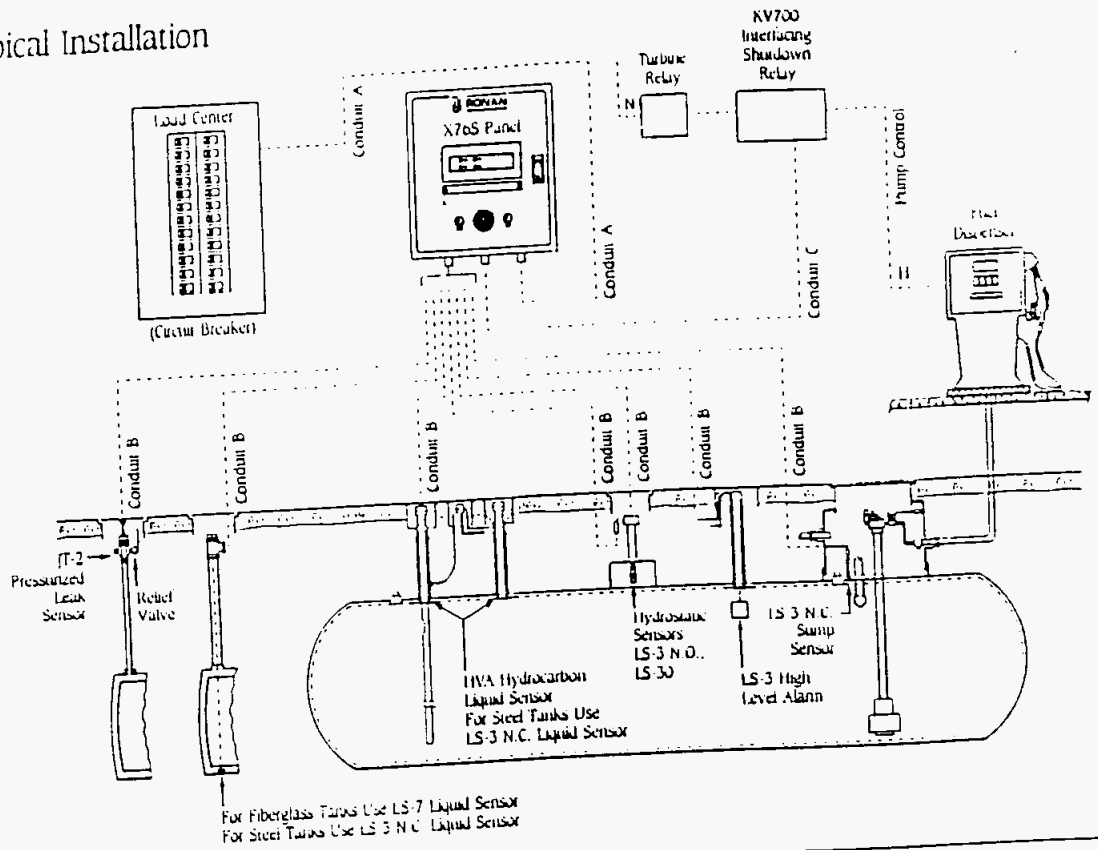 pical Installation
Load Center
(Circuit Breaker)
Conduit A
RONAN
X76S Panel
Conduit A
N
Turbine
Relay
KV700
Interfacing
Shutdown
Relay
Conduit C
Pump Control
H
Dispenser
Conduit B
Conduit B
Conduit B
Conduit B
Conduit B
Conduit B
Conduit B
JT-2
Pressurized
Leak
Sensor
Relief
Valve
HVA Hydrocarbon
Liquid Sensor
For Steel Tanks Use
LS-3 N.C. Liquid Sensor
Hydrostatic
Sensors
LS-3 N.O.,
LS-30
LS-3 High
Level Alarm
LS-3 N.C.
Sump
Sensor
For Fiberglass Tanks Use LS-7 Liquid Sensor
For Steel Tanks Use LS-3 N.C. Liquid Sensor